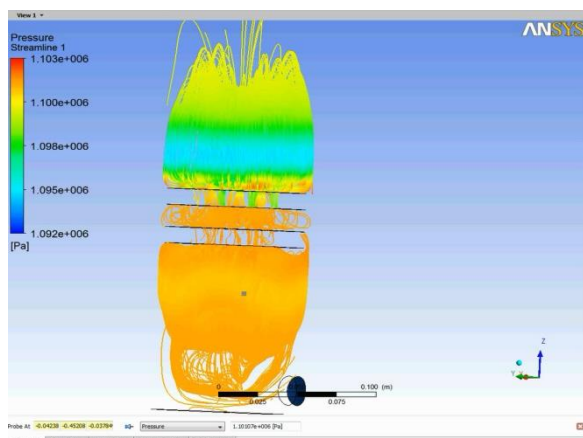 View 1
ANSYS
Pressure
Streamline 1
1.103e+006
1.100e+006
1.098e+006
1.095e+006
1.092e+006
[Pa]
Z
Y
0
0.100 (m)
0.025
0.075
Probe At
-0.04238 -0.45208
Pressure
1.10107e+006 [Pa]